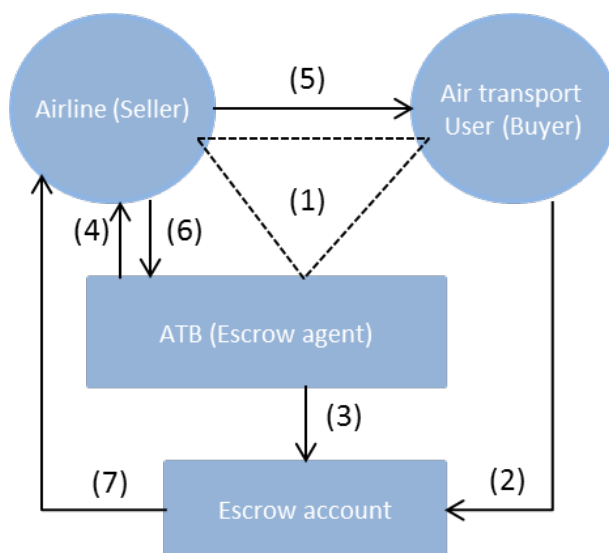 (5)
Airline (Seller)
Air transport
User (Buyer)
(1)
(4)
(6)
ATB (Escrow agent)
(3)
(7)
(2)
Escrow account